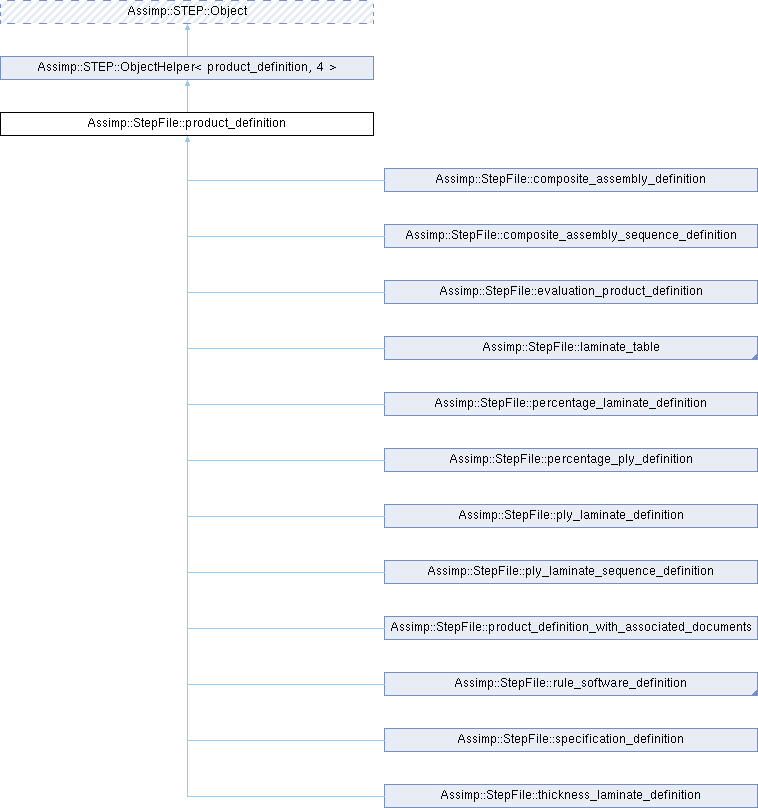 Assimp::STEP::Object
Assimp::STEP::ObjectHelper< product_definition, 4 >
Assimp::StepFile::product_definition
Assimp::StepFile::composite_assembly_definition
Assimp::StepFile::composite_assembly_sequence_definition
Assimp::StepFile::evaluation_product_definition
Assimp::StepFile::laminate_table
Assimp::StepFile::percentage_laminate_definition
Assimp::StepFile::percentage_ply_definition
Assimp::StepFile::ply_laminate_definition
Assimp::StepFile::ply_laminate_sequence_definition
Assimp::StepFile::product_definition_with_associated_documents
Assimp::StepFile::rule_software_definition
Assimp::StepFile::specification_definition
Assimp::StepFile::thickness_laminate_definition